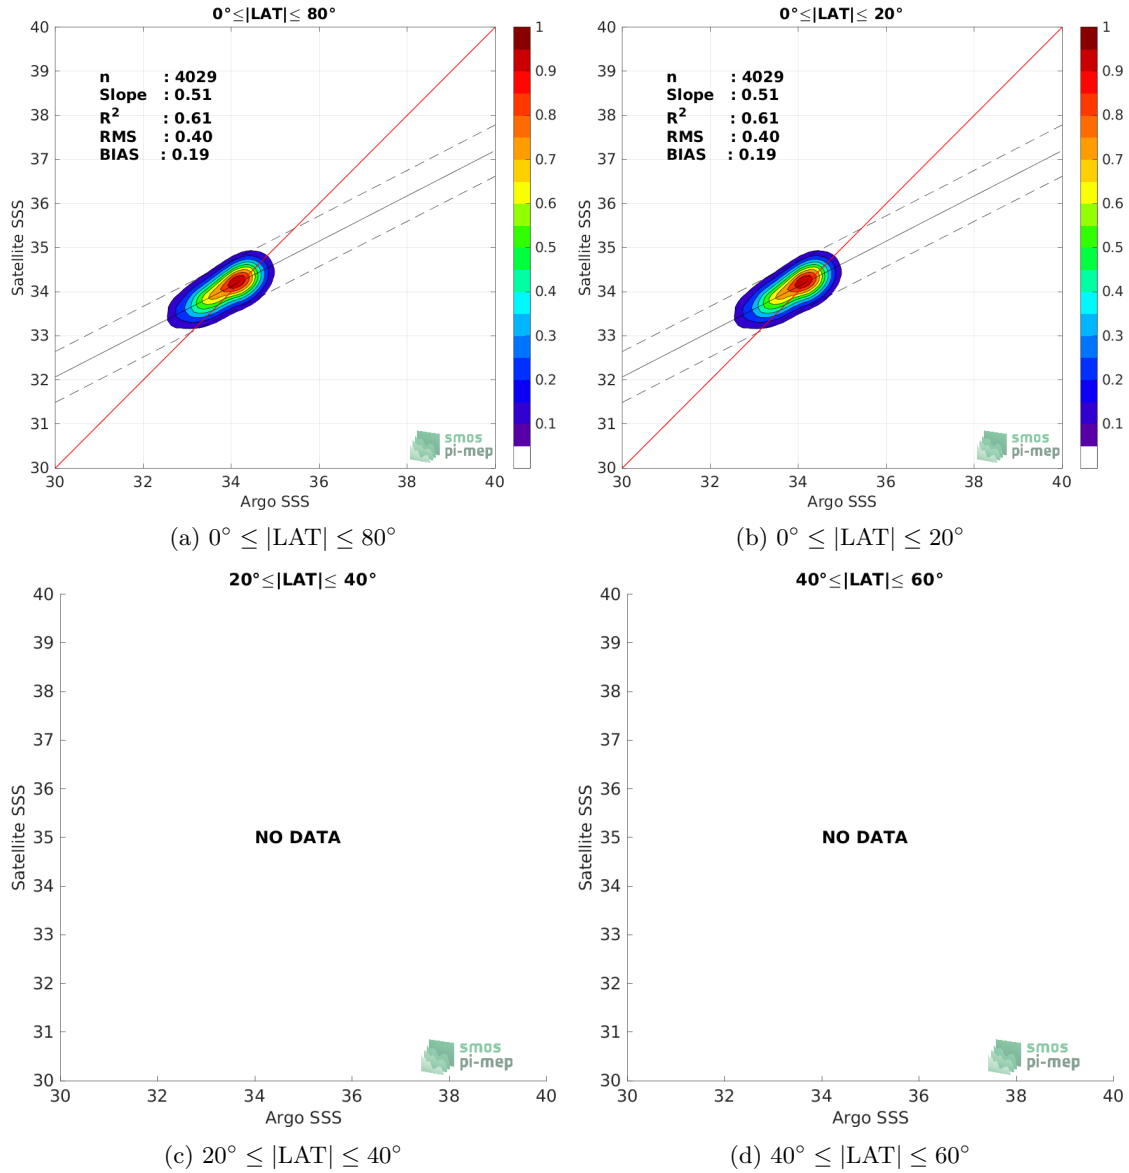 0°≤|LAT|≤ 80°
40
39
38
37
36
35
34
33
32
31
30
Satellite SSS
n : 4029
Slope : 0.51
R² : 0.61
RMS : 0.40
BIAS : 0.19
smos
pi-mep
30 32 34 36 38 40
Argo SSS
1
0.9
0.8
0.7
0.6
0.5
0.4
0.3
0.2
0.1
(a) 0° ≤ |LAT| ≤ 80°
0°≤|LAT|≤ 20°
40
39
38
37
36
35
34
33
32
31
30
Satellite SSS
n : 4029
Slope : 0.51
R² : 0.61
RMS : 0.40
BIAS : 0.19
smos
pi-mep
30 32 34 36 38 40
Argo SSS
1
0.9
0.8
0.7
0.6
0.5
0.4
0.3
0.2
0.1
(b) 0° ≤ |LAT| ≤ 20°
20°≤|LAT|≤ 40°
40
39
38
37
36
35
34
33
32
31
30
Satellite SSS
NO DATA
smos
pi-mep
30 32 34 36 38 40
Argo SSS
(c) 20° ≤ |LAT| ≤ 40°
40°≤|LAT|≤ 60°
40
39
38
37
36
35
34
33
32
31
30
Satellite SSS
NO DATA
smos
pi-mep
30 32 34 36 38 40
Argo SSS
(d) 40° ≤ |LAT| ≤ 60°